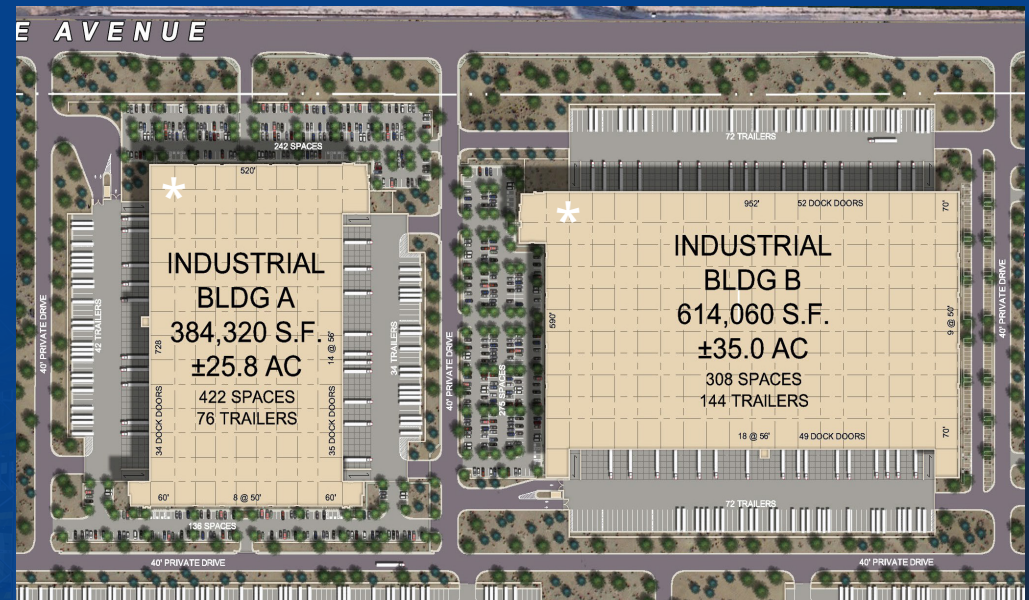 E AVENUE
242 SPACES
520'
INDUSTRIAL
BLDG A
384,320 S.F.
±25.8 AC
422 SPACES
76 TRAILERS
40' PRIVATE DRIVE
42 TRAILERS
728
14 @ 56'
34 TRAILERS
34 DOCK DOORS
35 DOCK DOORS
60'
8 @ 50'
60'
136 SPACES
40' PRIVATE DRIVE
40' PRIVATE DRIVE
72 TRAILERS
952'
52 DOCK DOORS
70'
INDUSTRIAL
BLDG B
614,060 S.F.
±35.0 AC
308 SPACES
144 TRAILERS
590'
275 SPACES
9 @ 50'
40' PRIVATE DRIVE
18 @ 56'
49 DOCK DOORS
70'
72 TRAILERS
40' PRIVATE DRIVE